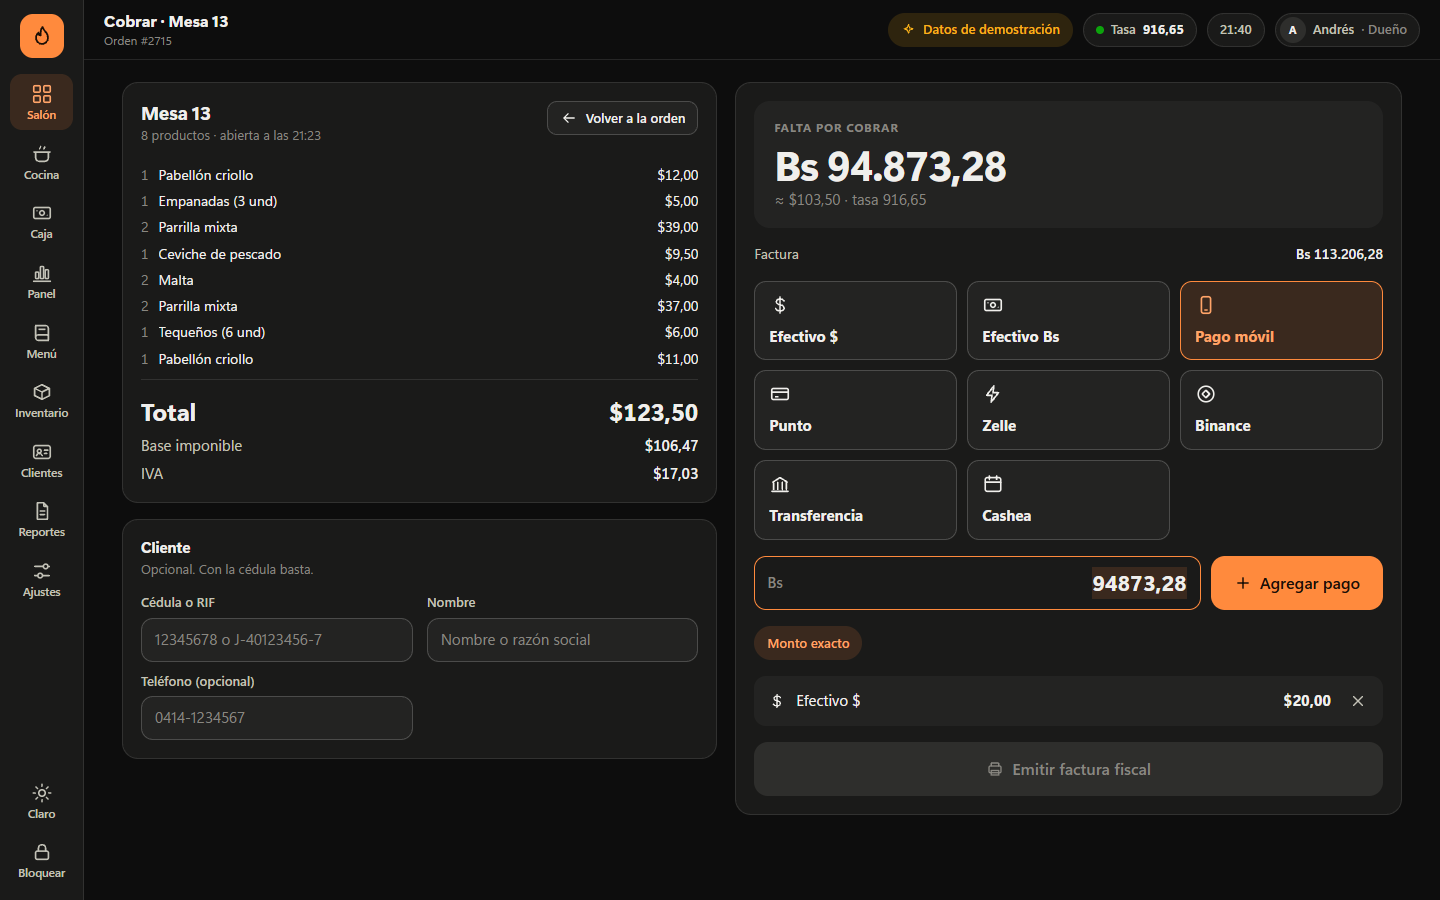 Cobrar · Mesa 13
Orden #2715
Datos de demostración
Tasa 916,65
21:40
A Andrés · Dueño
Salón
Cocina
Caja
Panel
Menú
Inventario
Clientes
Reportes
Ajustes
Claro
Bloquear
Mesa 13
8 productos · abierta a las 21:23
Volver a la orden
1 Pabellón criollo $12,00
1 Empanadas (3 und) $5,00
2 Parrilla mixta $39,00
1 Ceviche de pescado $9,50
2 Malta $4,00
2 Parrilla mixta $37,00
1 Tequeños (6 und) $6,00
1 Pabellón criollo $11,00
Total $123,50
Base imponible $106,47
IVA $17,03
Cliente
Opcional. Con la cédula basta.
Cédula o RIF
12345678 o J-40123456-7
Nombre
Nombre o razón social
Teléfono (opcional)
0414-1234567
FALTA POR COBRAR
Bs 94.873,28
≈ $103,50 · tasa 916,65
Factura Bs 113.206,28
Efectivo $
Efectivo Bs
Pago móvil
Punto
Zelle
Binance
Transferencia
Cashea
Bs 94873,28
+ Agregar pago
Monto exacto
$ Efectivo $ $20,00 ×
Emitir factura fiscal